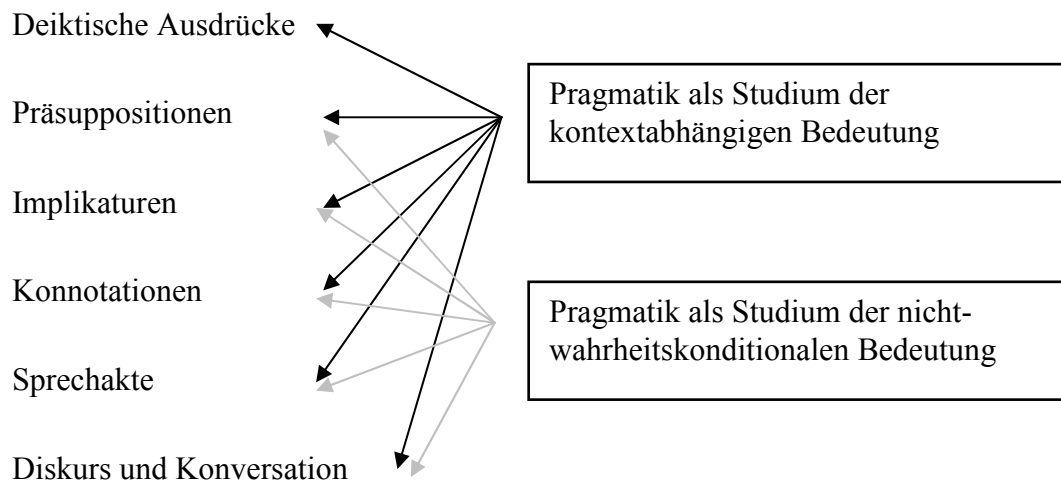 Deiktische Ausdrücke
Präsuppositionen
Implikaturen
Konnotationen
Sprechakte
Diskurs und Konversation
Pragmatik als Studium der
kontextabhängigen Bedeutung
Pragmatik als Studium der nicht-
wahrheitskonditionalen Bedeutung